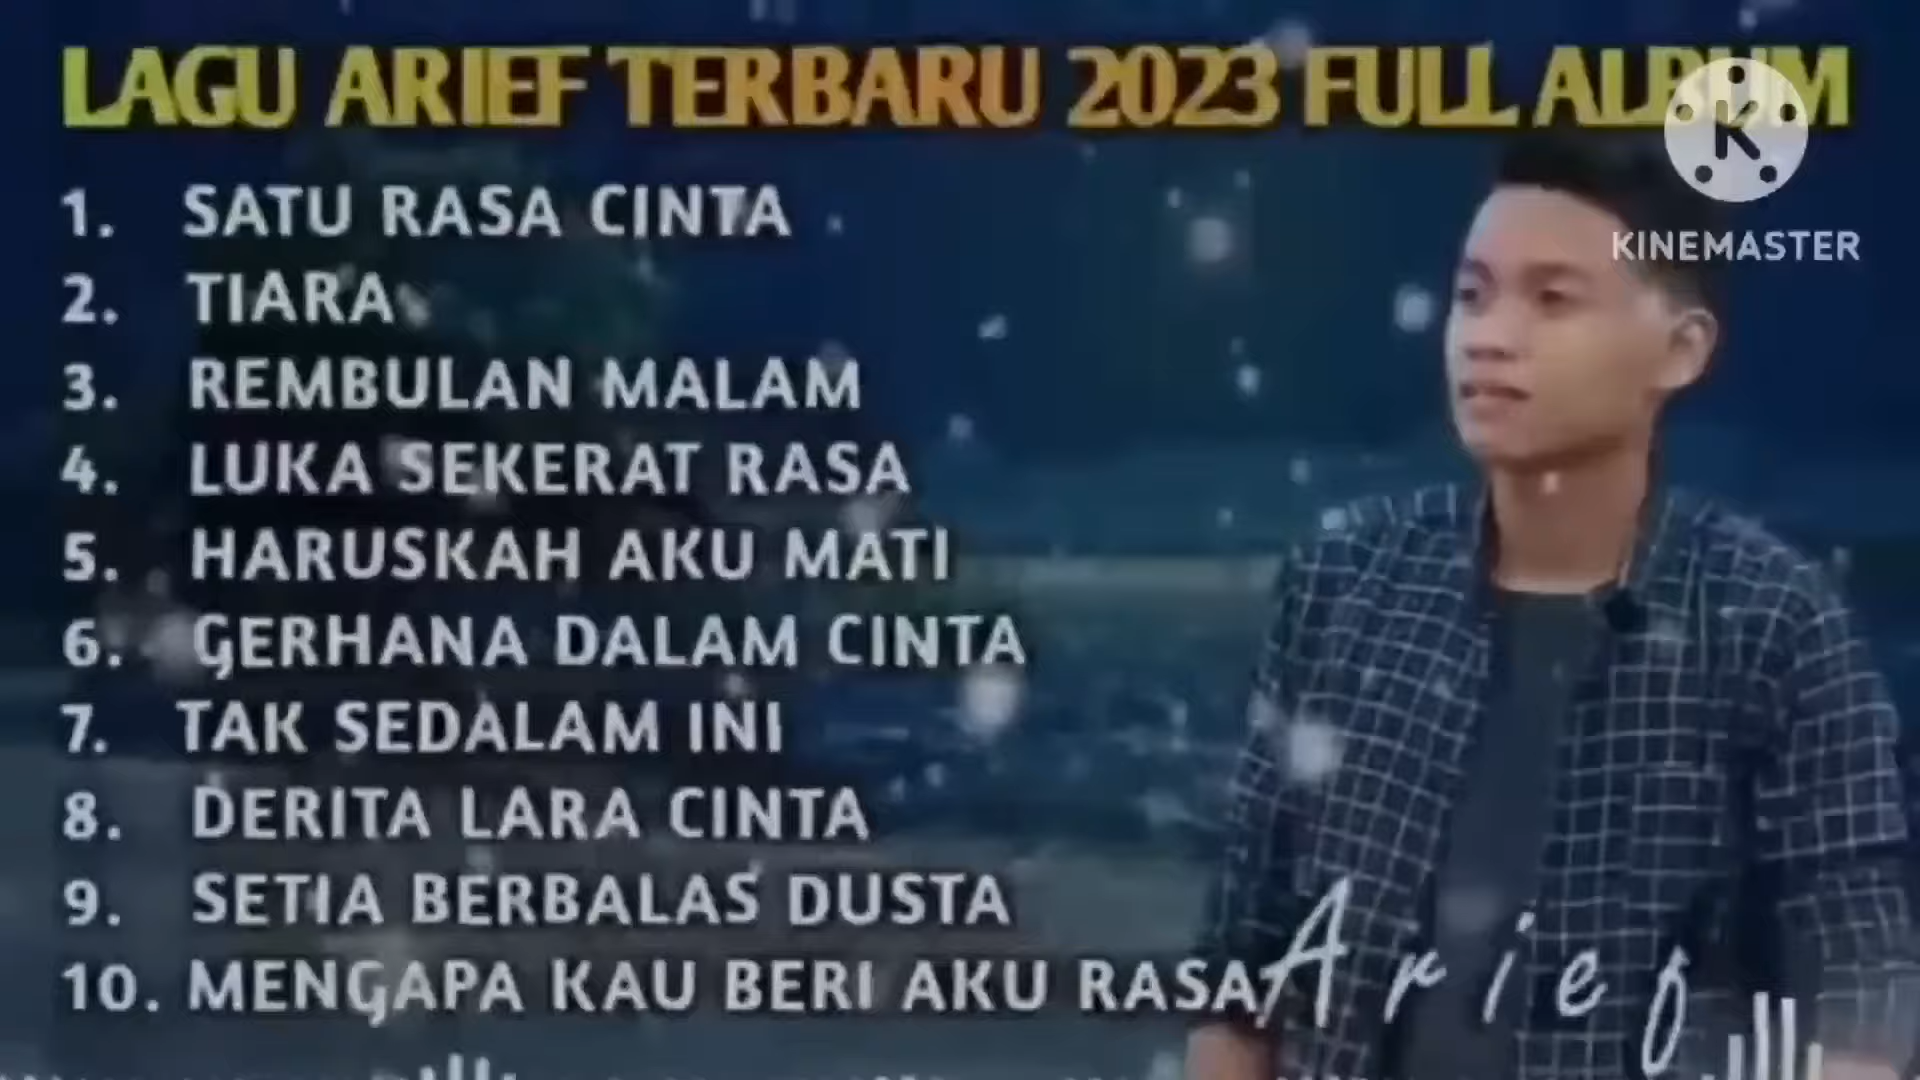 LAGU ARIEF TERBARU 2023 FULL ALBUM
K
KINEMASTER
1. SATU RASA CINTA
2. TIARA
3. REMBULAN MALAM
4. LUKA SEKERAT RASA
5. HARUSKAH AKU MATI
6. GERHANA DALAM CINTA
7. TAK SEDALAM INI
8. DERITA LARA CINTA
9. SETIA BERBALAS DUSTA
10. MENGAPA KAU BERI AKU RASA
Arief